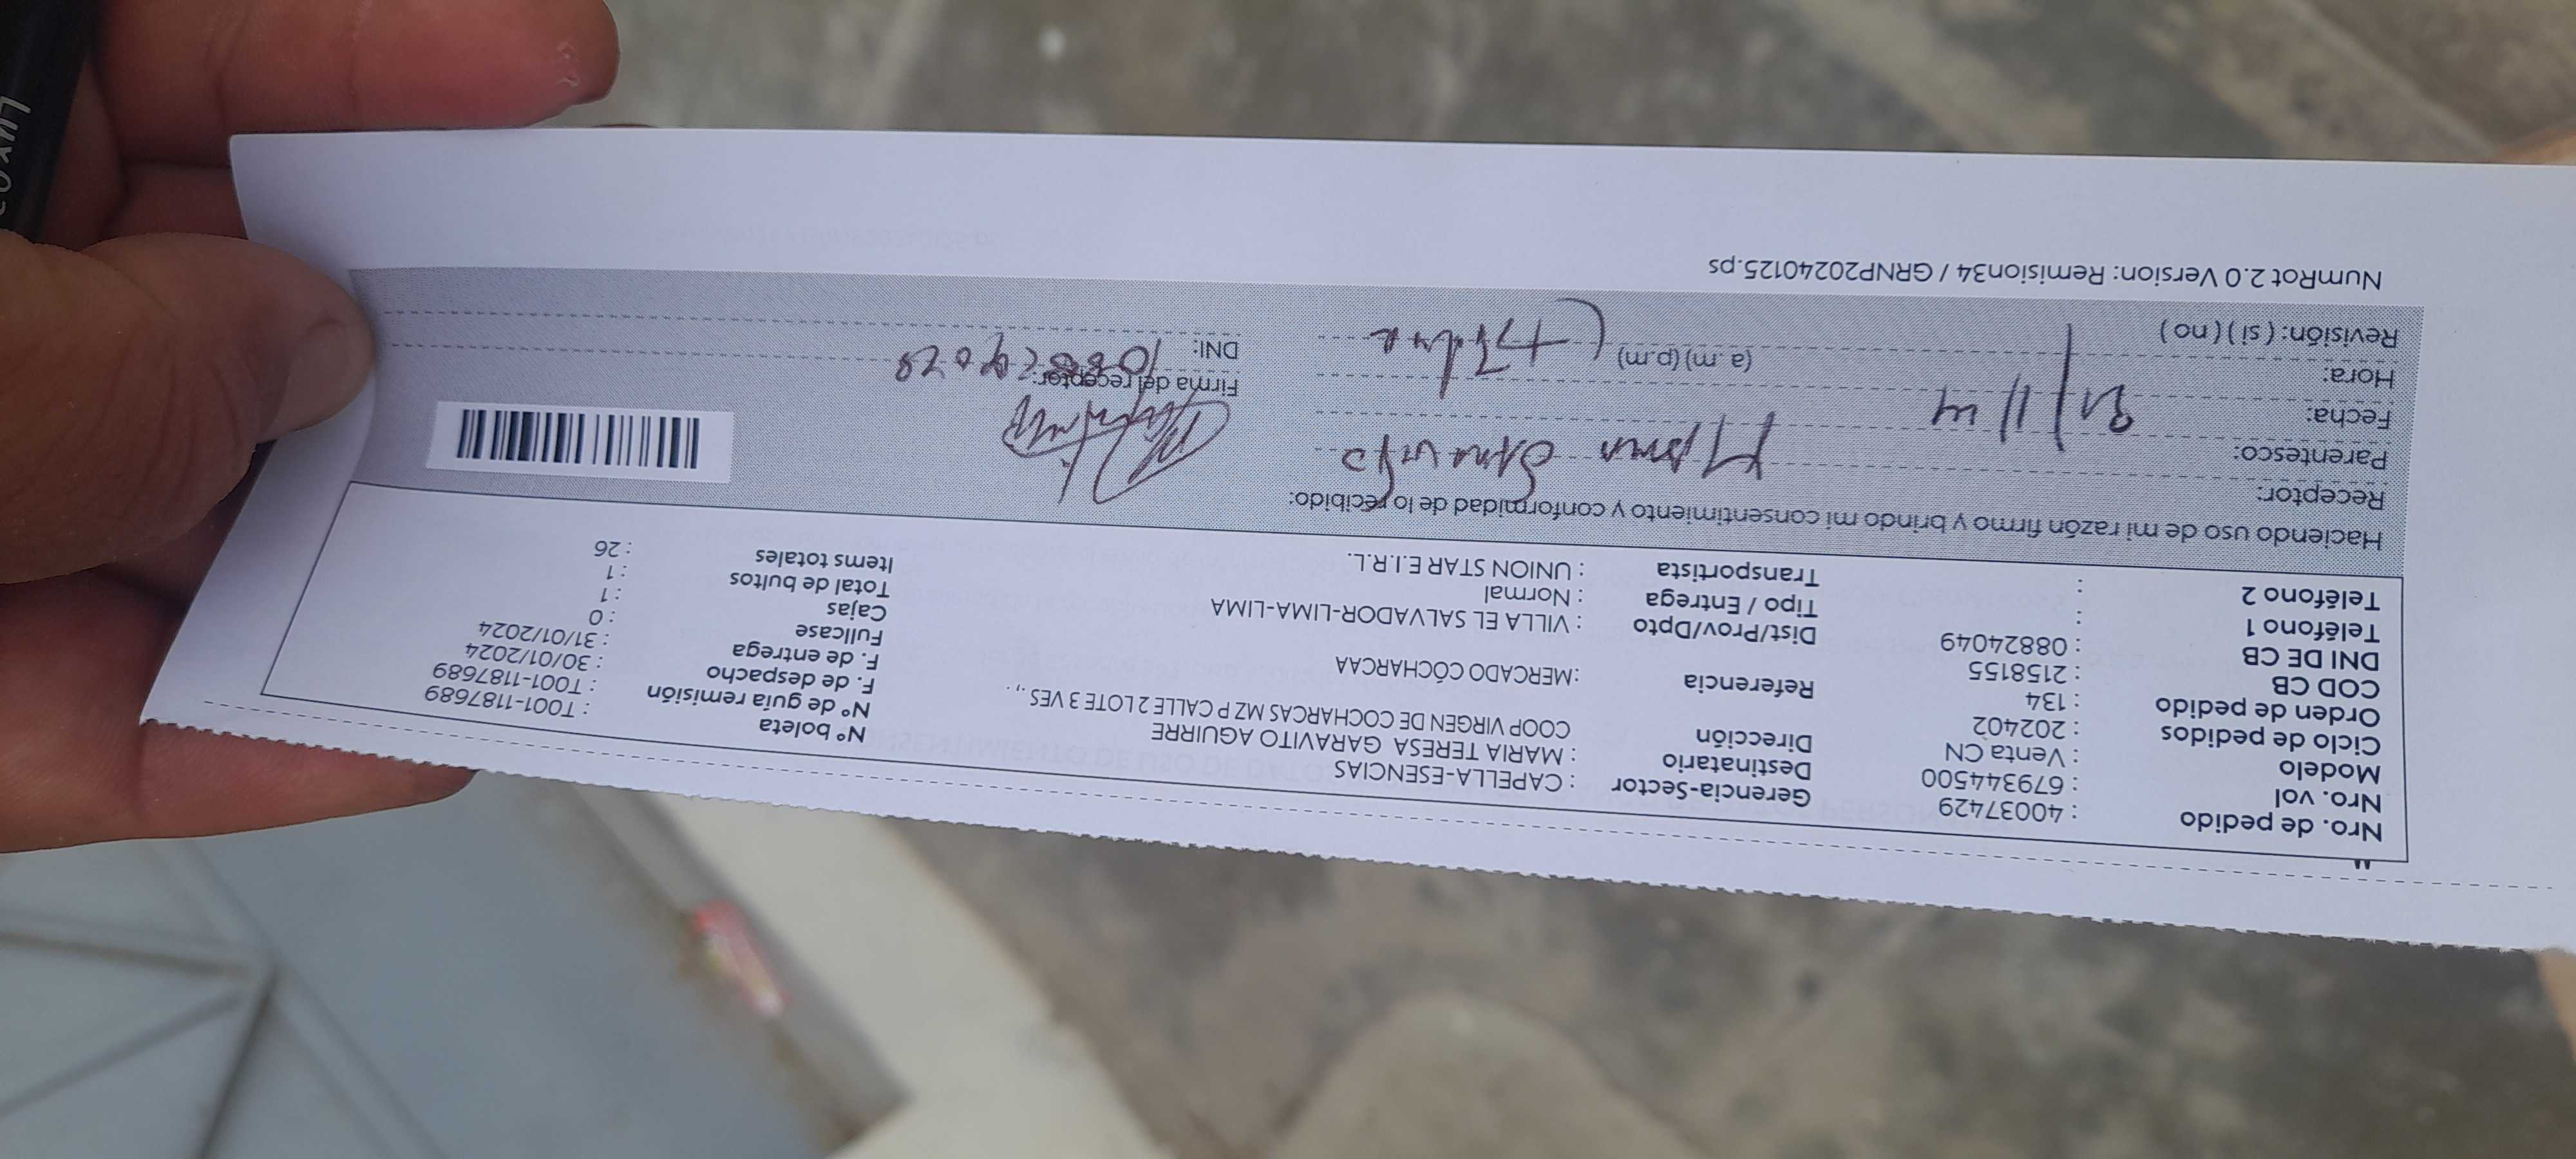 Nro. de pedido : 40037429 Gerencia-Sector : CAPELLA-ESENCIAS Nº boleta : T001-1187689
Nro. vol : 679344500 Destinatario : MARIA TERESA GARAVITO AGUIRRE Nº de guía remisión : T001-1187689
Modelo : Venta CN Dirección COOP VIRGEN DE COCHARCAS MZ P CALLE 2 LOTE 3 VES ., . F. de despacho : 30/01/2024
Ciclo de pedidos : 202402 F. de entrega : 31/01/2024
Orden de pedido : 134 Referencia :MERCADO COCHARCAA Fullcase : 0
COD CB : 2158155 Dist/Prov/Dpto : VILLA EL SALVADOR-LIMA-LIMA Cajas : 1
DNI DE CB : 08824049 Tipo / Entrega : Normal Total de bultos : 1
Teléfono 1 : Transportista : UNION STAR E.I.R.L. Items totales : 26
Teléfono 2 :
Haciendo uso de mi razón firmo y brindo mi consentimiento y conformidad de lo recibido:
Receptor:
Parentesco:
Fecha:
Hora: (a .m) (p.m) Firma del receptor:
Revisión: ( si ) ( no ) DNI:
NumRot 2.0 Version: Remision34 / GRNP20240125.ps